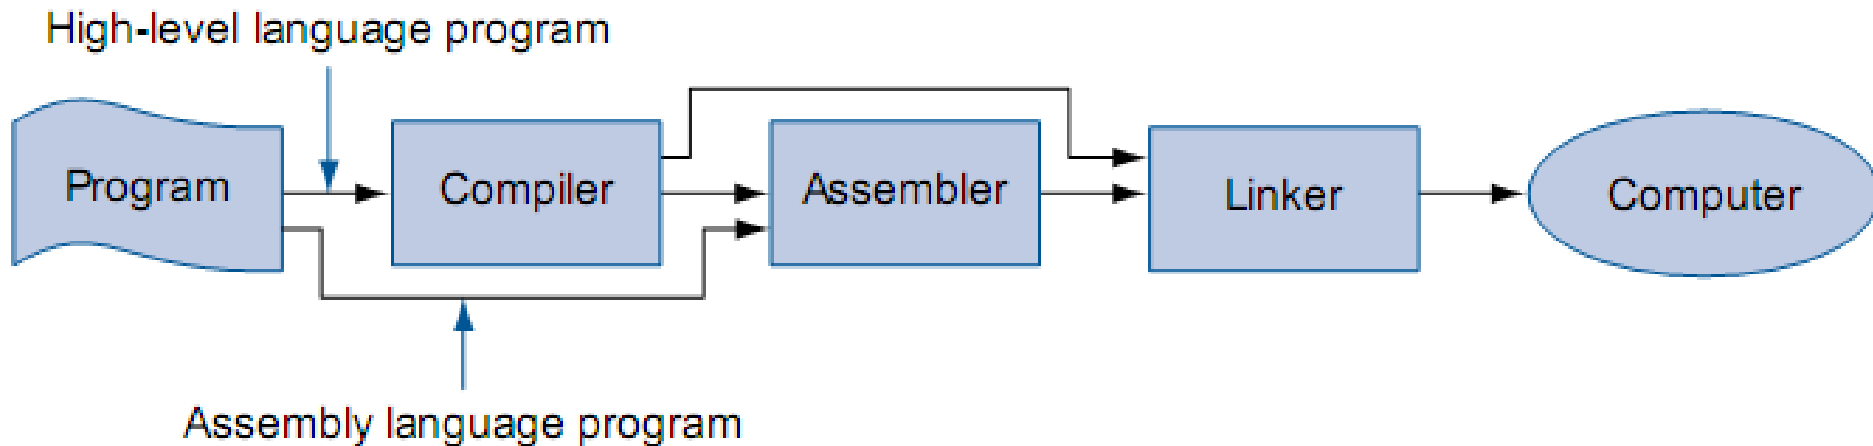 High-level language program
Program
Compiler
Assembler
Linker
Computer
Assembly language program